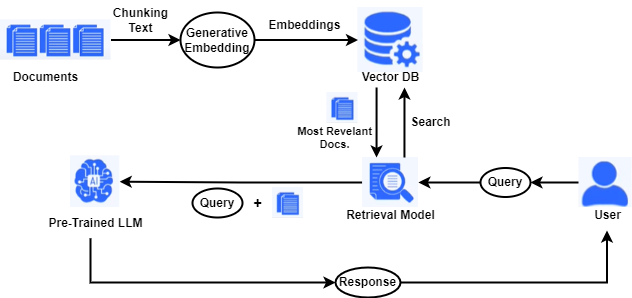 Chunking
Text
Generative
Embedding
Embeddings
Documents
Vector DB
Most Revelant
Docs.
Search
AI
Query
+
Query
Pre-Trained LLM
Retrieval Model
User
Response